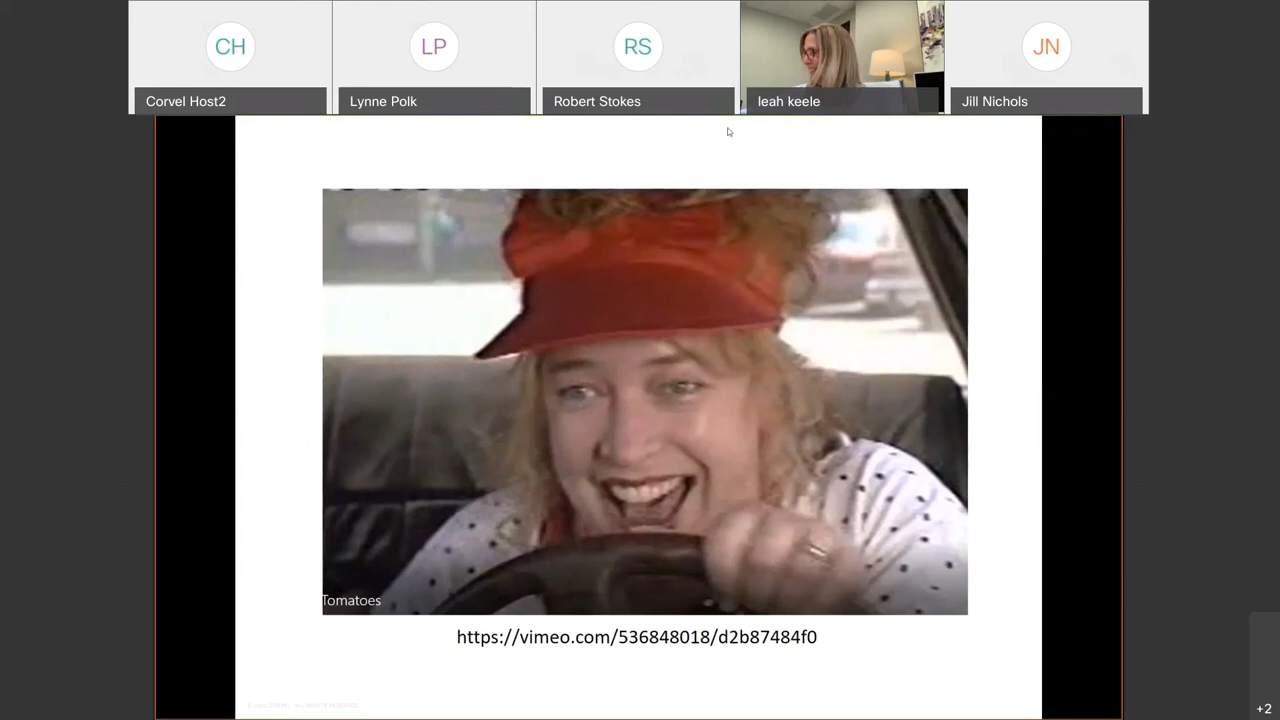 CH
LP
RS
JN
Corvel Host2
Lynne Polk
Robert Stokes
leah keele
Jill Nichols
Tomatoes
https://vimeo.com/536848018/d2b87484f0
+2